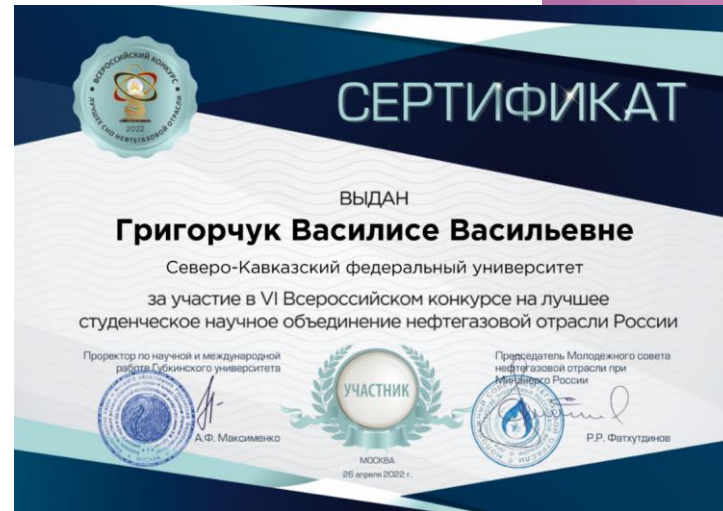 ВСЕРОССИЙСКИЙ КОНКУРС
ЛУЧШЕЕ СНО НЕФТЕГАЗОВОЙ ОТРАСЛИ
2022
СЕРТИФИКАТ
ВЫДАН
Григорчук Василисе Васильевне
Северо-Кавказский федеральный университет
за участие в VI Всероссийском конкурсе на лучшее
студенческое научное объединение нефтегазовой отрасли России
Проректор по научной и международной
работе Губкинского университета
А.Ф. Максименко
УЧАСТНИК
Председатель Молодежного совета
нефтегазовой отрасли при
Минэнерго России
Р.Р. Фатхутдинов
МОСКВА
26 апреля 2022 г.